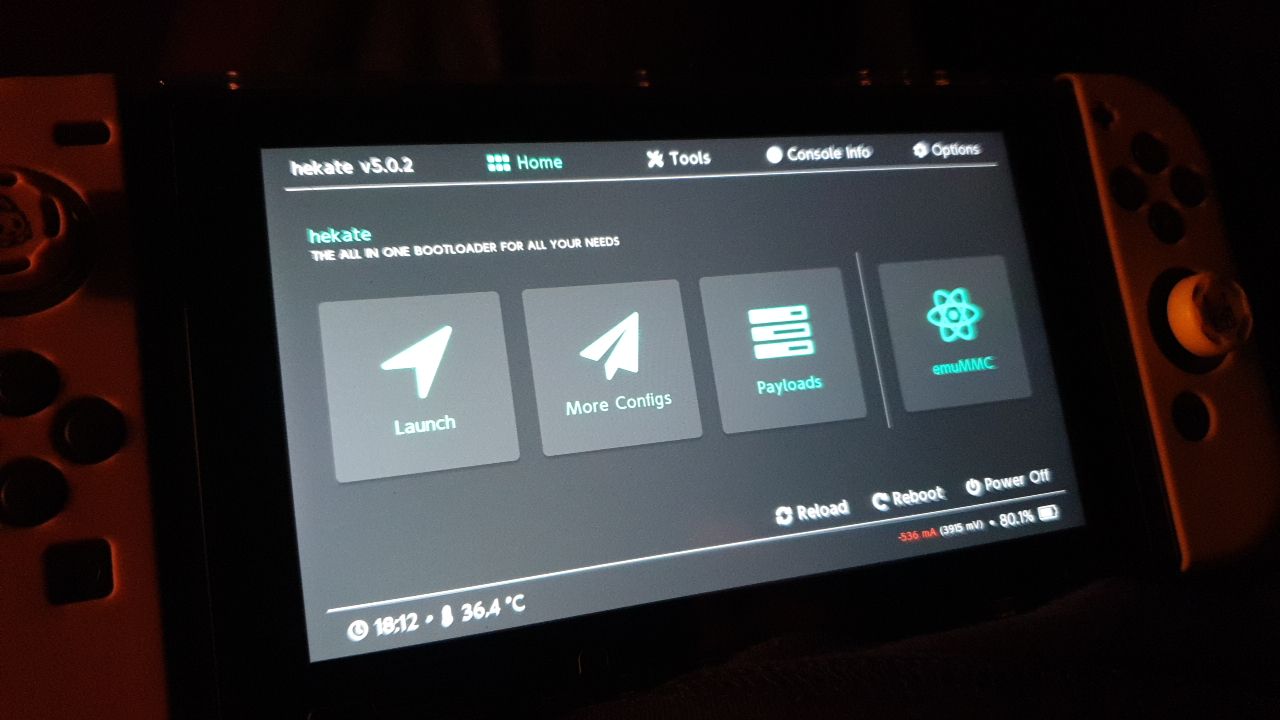 hekate v5.0.2
Home
Tools
Console Info
Options
hekate
THE ALL IN ONE BOOTLOADER FOR ALL YOUR NEEDS
Launch
More Configs
Payloads
emuMMC
Reload
Reboot
Power Off
-536 mA (3915 mV) • 80.1%
18:12 • 36.4 °C